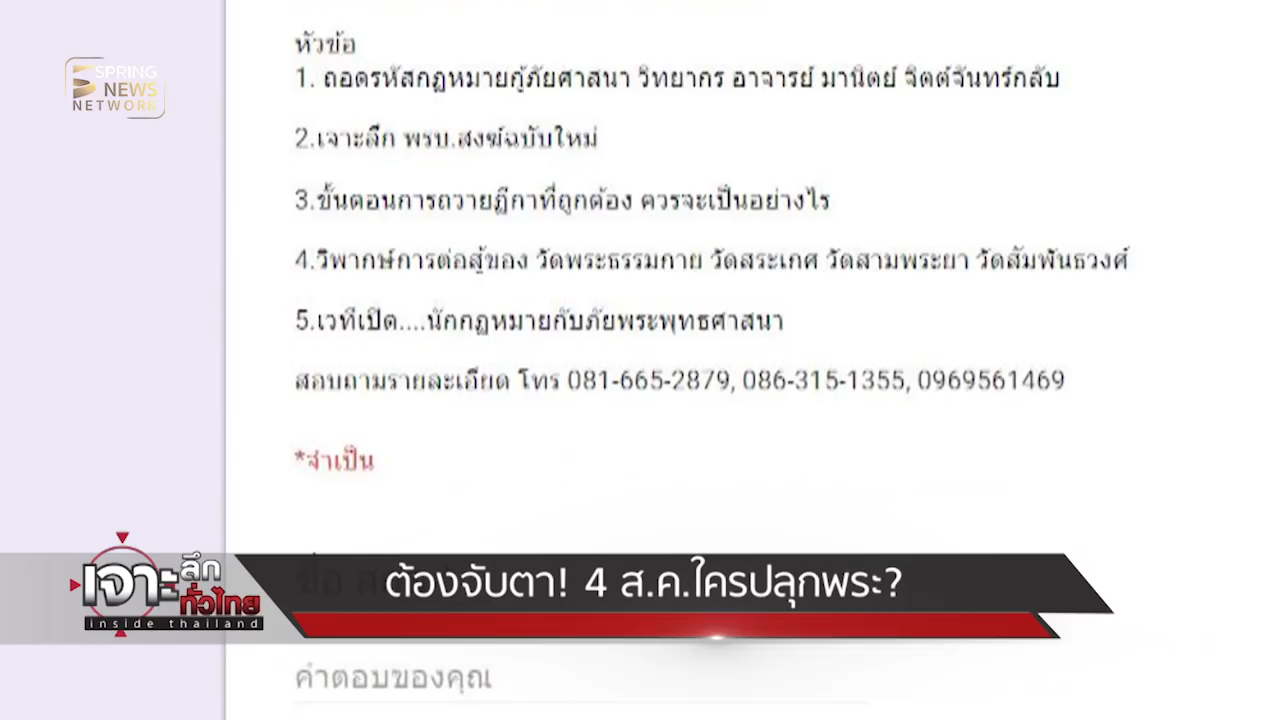 SPRING
NEWS
NETWORK
หัวข้อ
1. ถอดรหัสกฏหมายกู้ภัยศาสนา วิทยากร อาจารย์ มานิตย์ จิตต์จันทร์กลับ
2.เจาะลึก พรบ.สงฆ์ฉบับใหม่
3.ขั้นตอนการถวายฏีกาที่ถูกต้อง ควรจะเป็นอย่างไร
4.วิพากษ์การต่อสู้ของ วัดพระธรรมกาย วัดสระเกศ วัดสามพระยา วัดสัมพันธวงศ์
5.เวทีเปิด....นักกฏหมายกับภัยพระพุทธศาสนา
สอบถามรายละเอียด โทร 081-665-2879, 086-315-1355, 0969561469
*จำเป็น
เจาะลึก
ทั่วไทย
inside thailand
ต้องจับตา! 4 ส.ค.ใครปลุกพระ?
คำตอบของคุณ